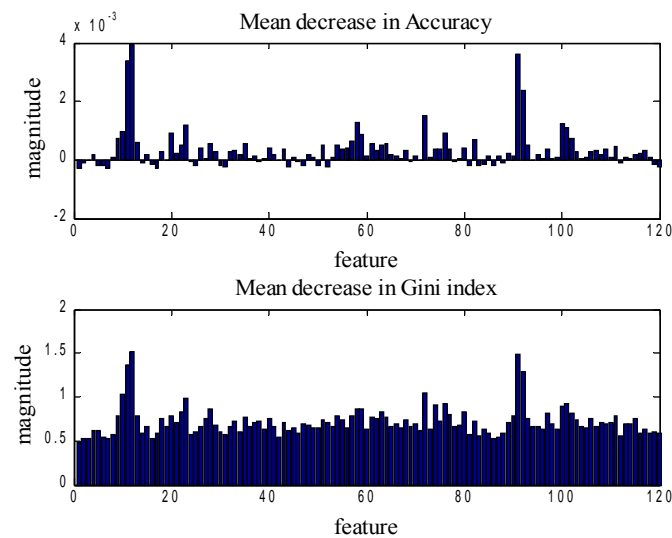 Mean decrease in Accuracy
x 10-3
4
2
0
-2
magnitude
0 20 40 60 80 100 120
feature
Mean decrease in Gini index
2
1.5
1
0.5
0
magnitude
0 20 40 60 80 100 120
feature